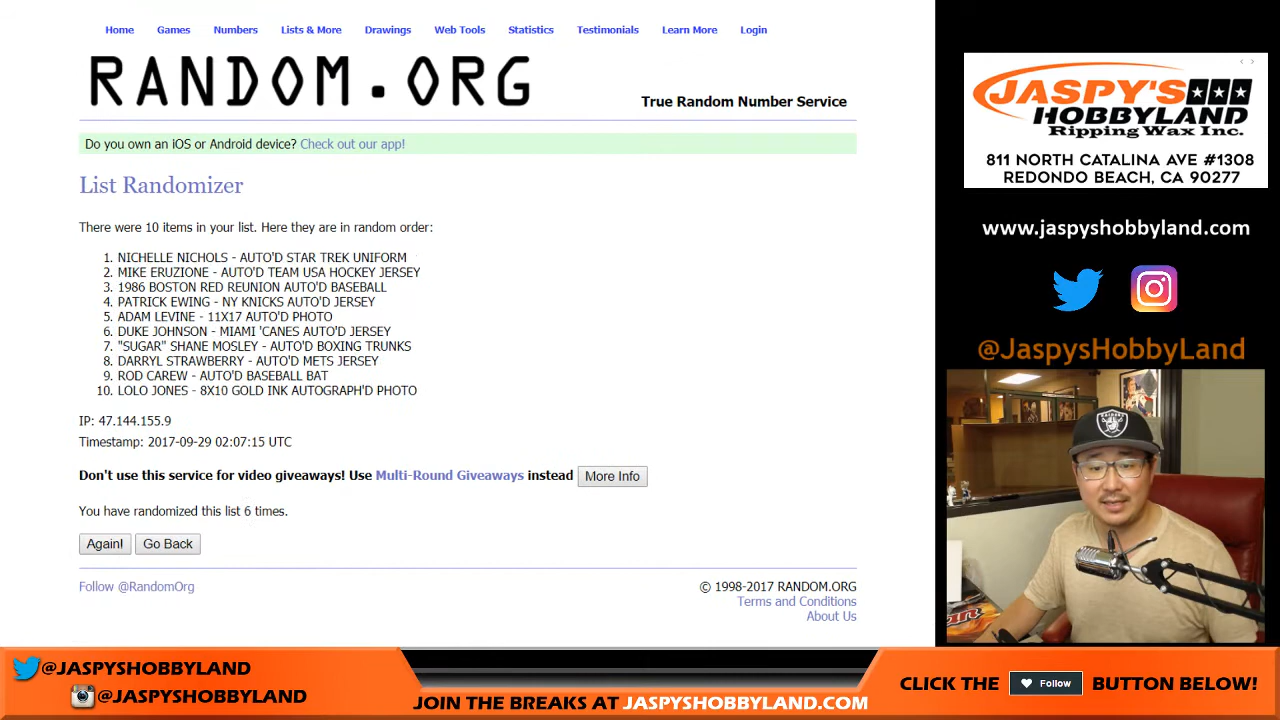 Home Games Numbers Lists & More Drawings Web Tools Statistics Testimonials Learn More Login
RANDOM.ORG
True Random Number Service
Do you own an iOS or Android device? Check out our app!
List Randomizer
There were 10 items in your list. Here they are in random order:
1. NICHELLE NICHOLS - AUTO'D STAR TREK UNIFORM
2. MIKE ERUZIONE - AUTO'D TEAM USA HOCKEY JERSEY
3. 1986 BOSTON RED REUNION AUTO'D BASEBALL
4. PATRICK EWING - NY KNICKS AUTO'D JERSEY
5. ADAM LEVINE - 11X17 AUTO'D PHOTO
6. DUKE JOHNSON - MIAMI 'CANES AUTO'D JERSEY
7. "SUGAR" SHANE MOSLEY - AUTO'D BOXING TRUNKS
8. DARRYL STRAWBERRY - AUTO'D METS JERSEY
9. ROD CAREW - AUTO'D BASEBALL BAT
10. LOLO JONES - 8X10 GOLD INK AUTOGRAPH'D PHOTO
IP: 47.144.155.9
Timestamp: 2017-09-29 02:07:15 UTC
Don't use this service for video giveaways! Use Multi-Round Giveaways instead More Info
You have randomized this list 6 times.
Again! Go Back
Follow @RandomOrg
© 1998-2017 RANDOM.ORG
Terms and Conditions
About Us
JASPY'S
HOBBYLAND
Ripping Wax Inc.
811 NORTH CATALINA AVE #1308
REDONDO BEACH, CA 90277
www.jaspyshobbyland.com
@JaspysHobbyLand
RAIDERS
@JASPYSHOBBYLAND
@JASPYSHOBBYLAND
JOIN THE BREAKS AT JASPYSHOBBYLAND.COM
CLICK THE Follow BUTTON BELOW!